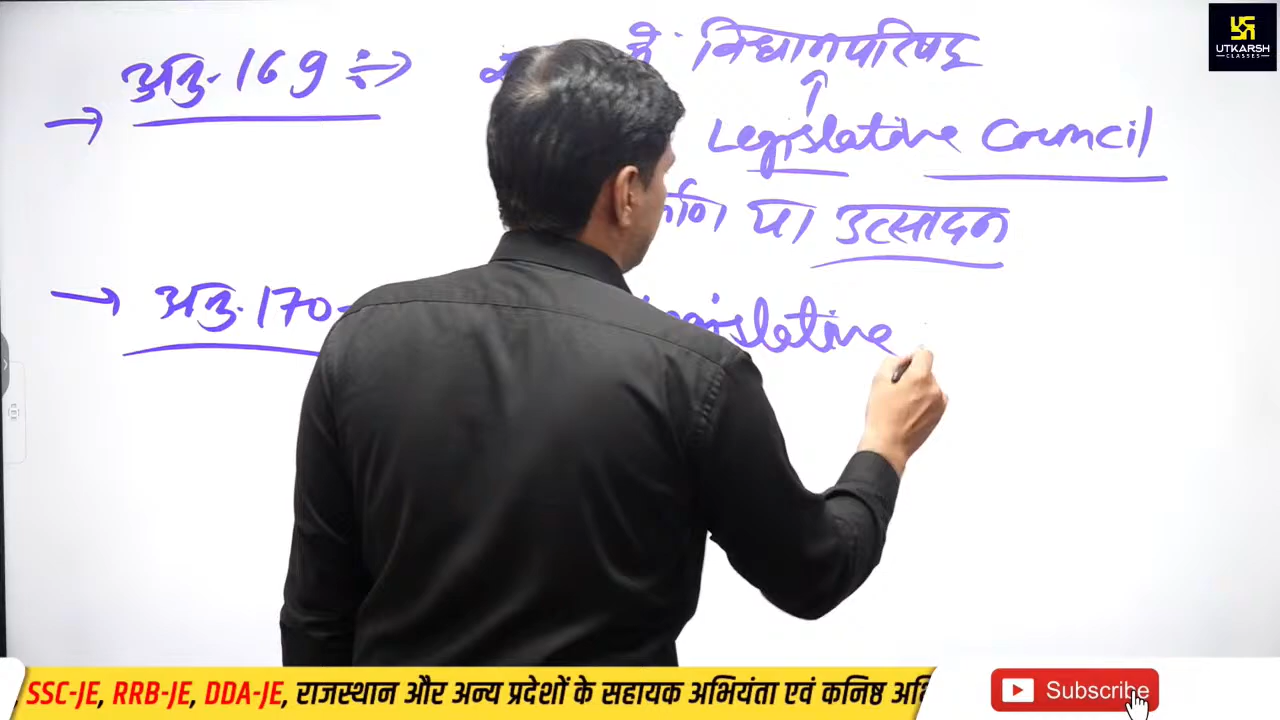 अनु. 169 ÷→ में विधानपरिषद
UTKARSH
CLASSES
→
Legislative Council
या उत्सादन
→ अनु. 170 Legislative
SSC-JE, RRB-JE, DDA-JE, राजस्थान और अन्य प्रदेशों के सहायक अभियंता एवं कनिष्ठ
Subscribe